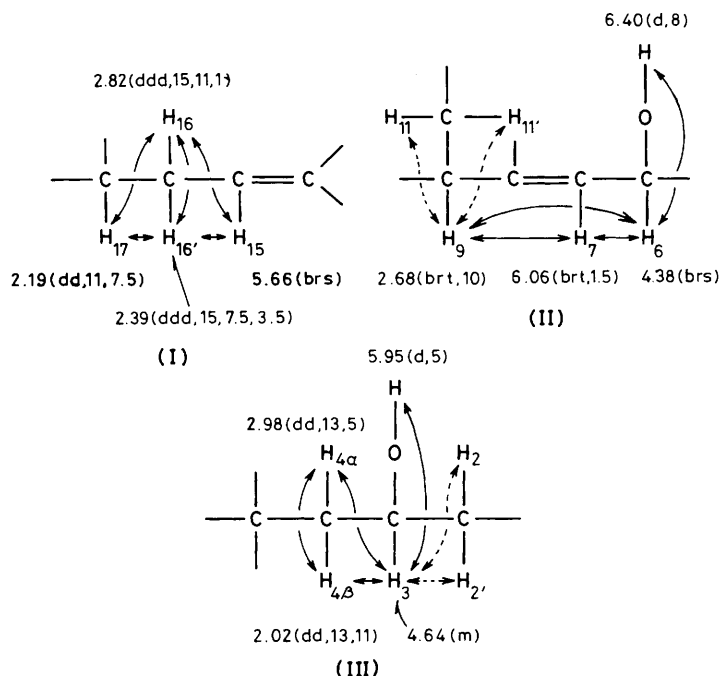 6.40 (d,8)
H
2.82 (ddd,15,11,1)
H16
H11 C H11' O
C C C C
C C C C
H17 H16' H15
H9 H7 H6
2.19 (dd,11,7.5) 5.66 (brs)
2.68 (brt,10) 6.06 (brt,1.5) 4.38 (brs)
2.39 (ddd,15,7.5,3.5)
(I)
(II)
5.95 (d,5)
H
2.98 (dd,13,5)
H4α O H2
C C C C
H4β H3 H2'
2.02 (dd,13,11) 4.64 (m)
(III)